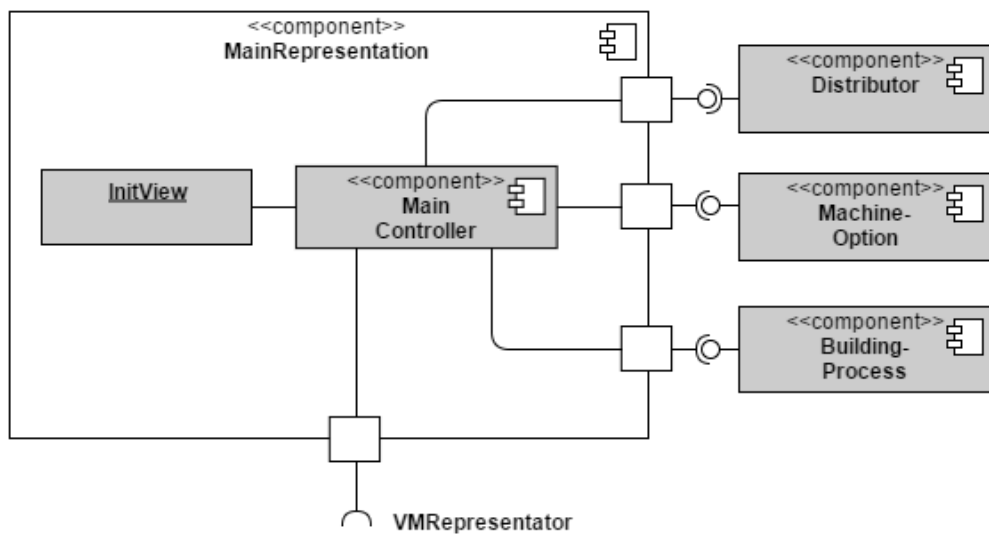 <<component>>
MainRepresentation
<<component>>
Distributor
InitView
<<component>>
Main
Controller
<<component>>
Machine-
Option
<<component>>
Building-
Process
VMRepresentator